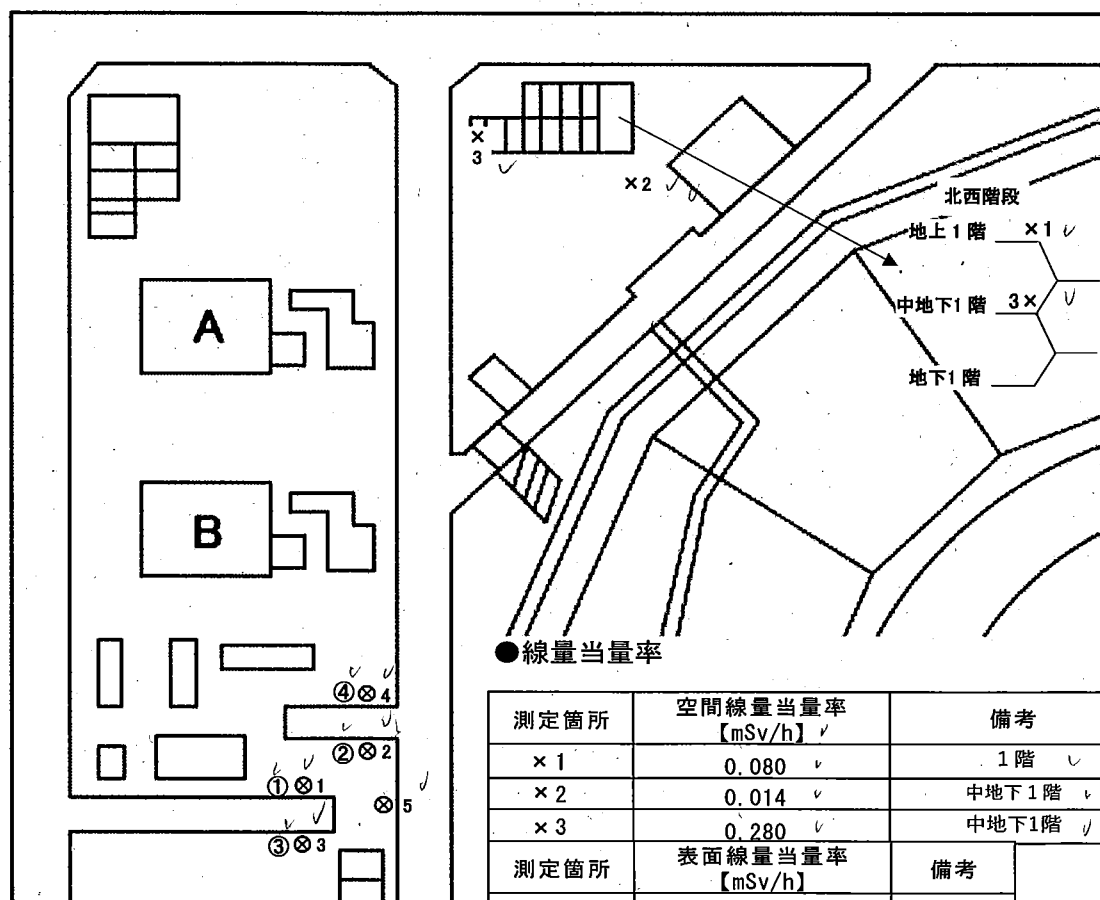 ×
3
×2
北西階段
地上1階 ×1
A
中地下1階 3×
地下1階
B
●線量当量率
④⊗4
②⊗2
①⊗1
⊗5
③⊗3
測定箇所 空間線量当量率 備考
【mSv/h】
×1 0.080 1階
×2 0.014 中地下1階
×3 0.280 中地下1階
測定箇所 表面線量当量率 備考
【mSv/h】